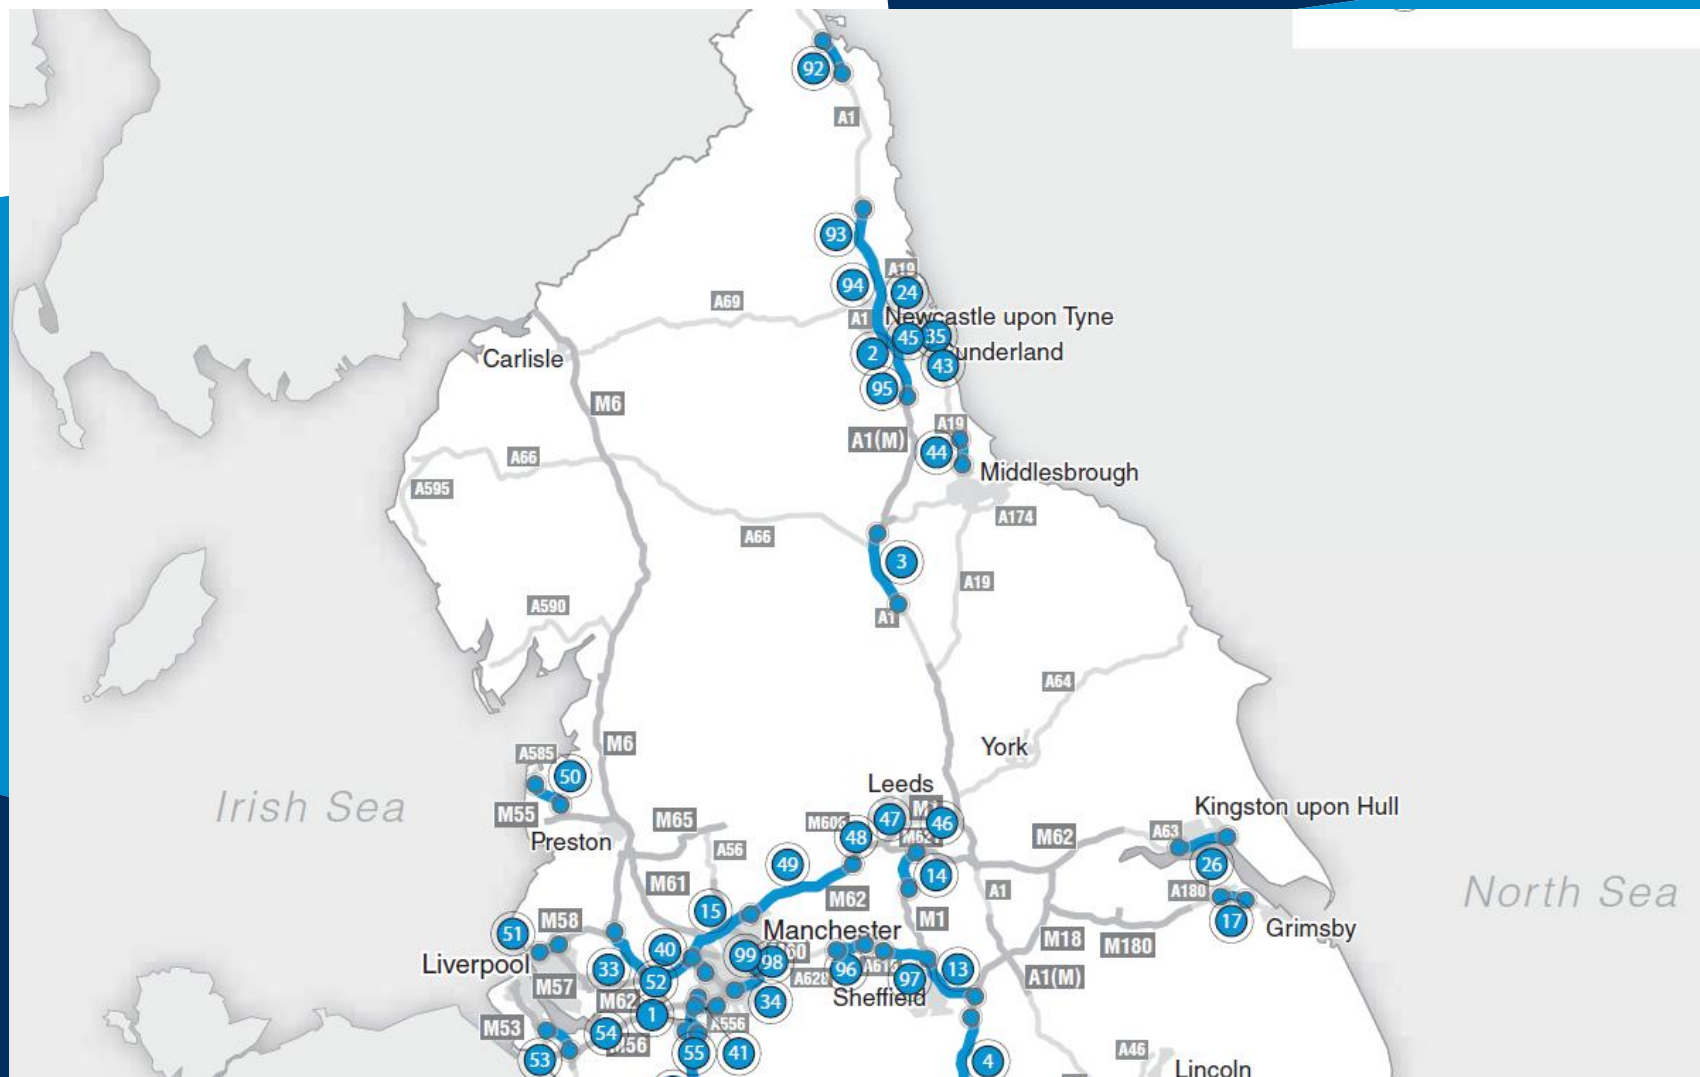 92
A1
93
A19
94
24
A69
A1
Newcastle upon Tyne
45
35
2
Carlisle
43
95
M6
A19
A1(M)
44
A66
Middlesbrough
A595
A174
A66
3
A19
A590
A1
A64
M6
York
A585
50
Leeds
Irish Sea
M55
Kingston upon Hull
47
46
M65
48
A63
Preston
M62
A56
49
26
14
M61
A180
A1
North Sea
M62
15
M1
17
M58
Grimsby
51
Manchester
M18
M180
40
99
98
Liverpool
33
96
97
13
A628
A1(M)
52
M57
Sheffield
M62
34
1
M53
A556
54
M56
53
55
41
A46
4
Lincoln